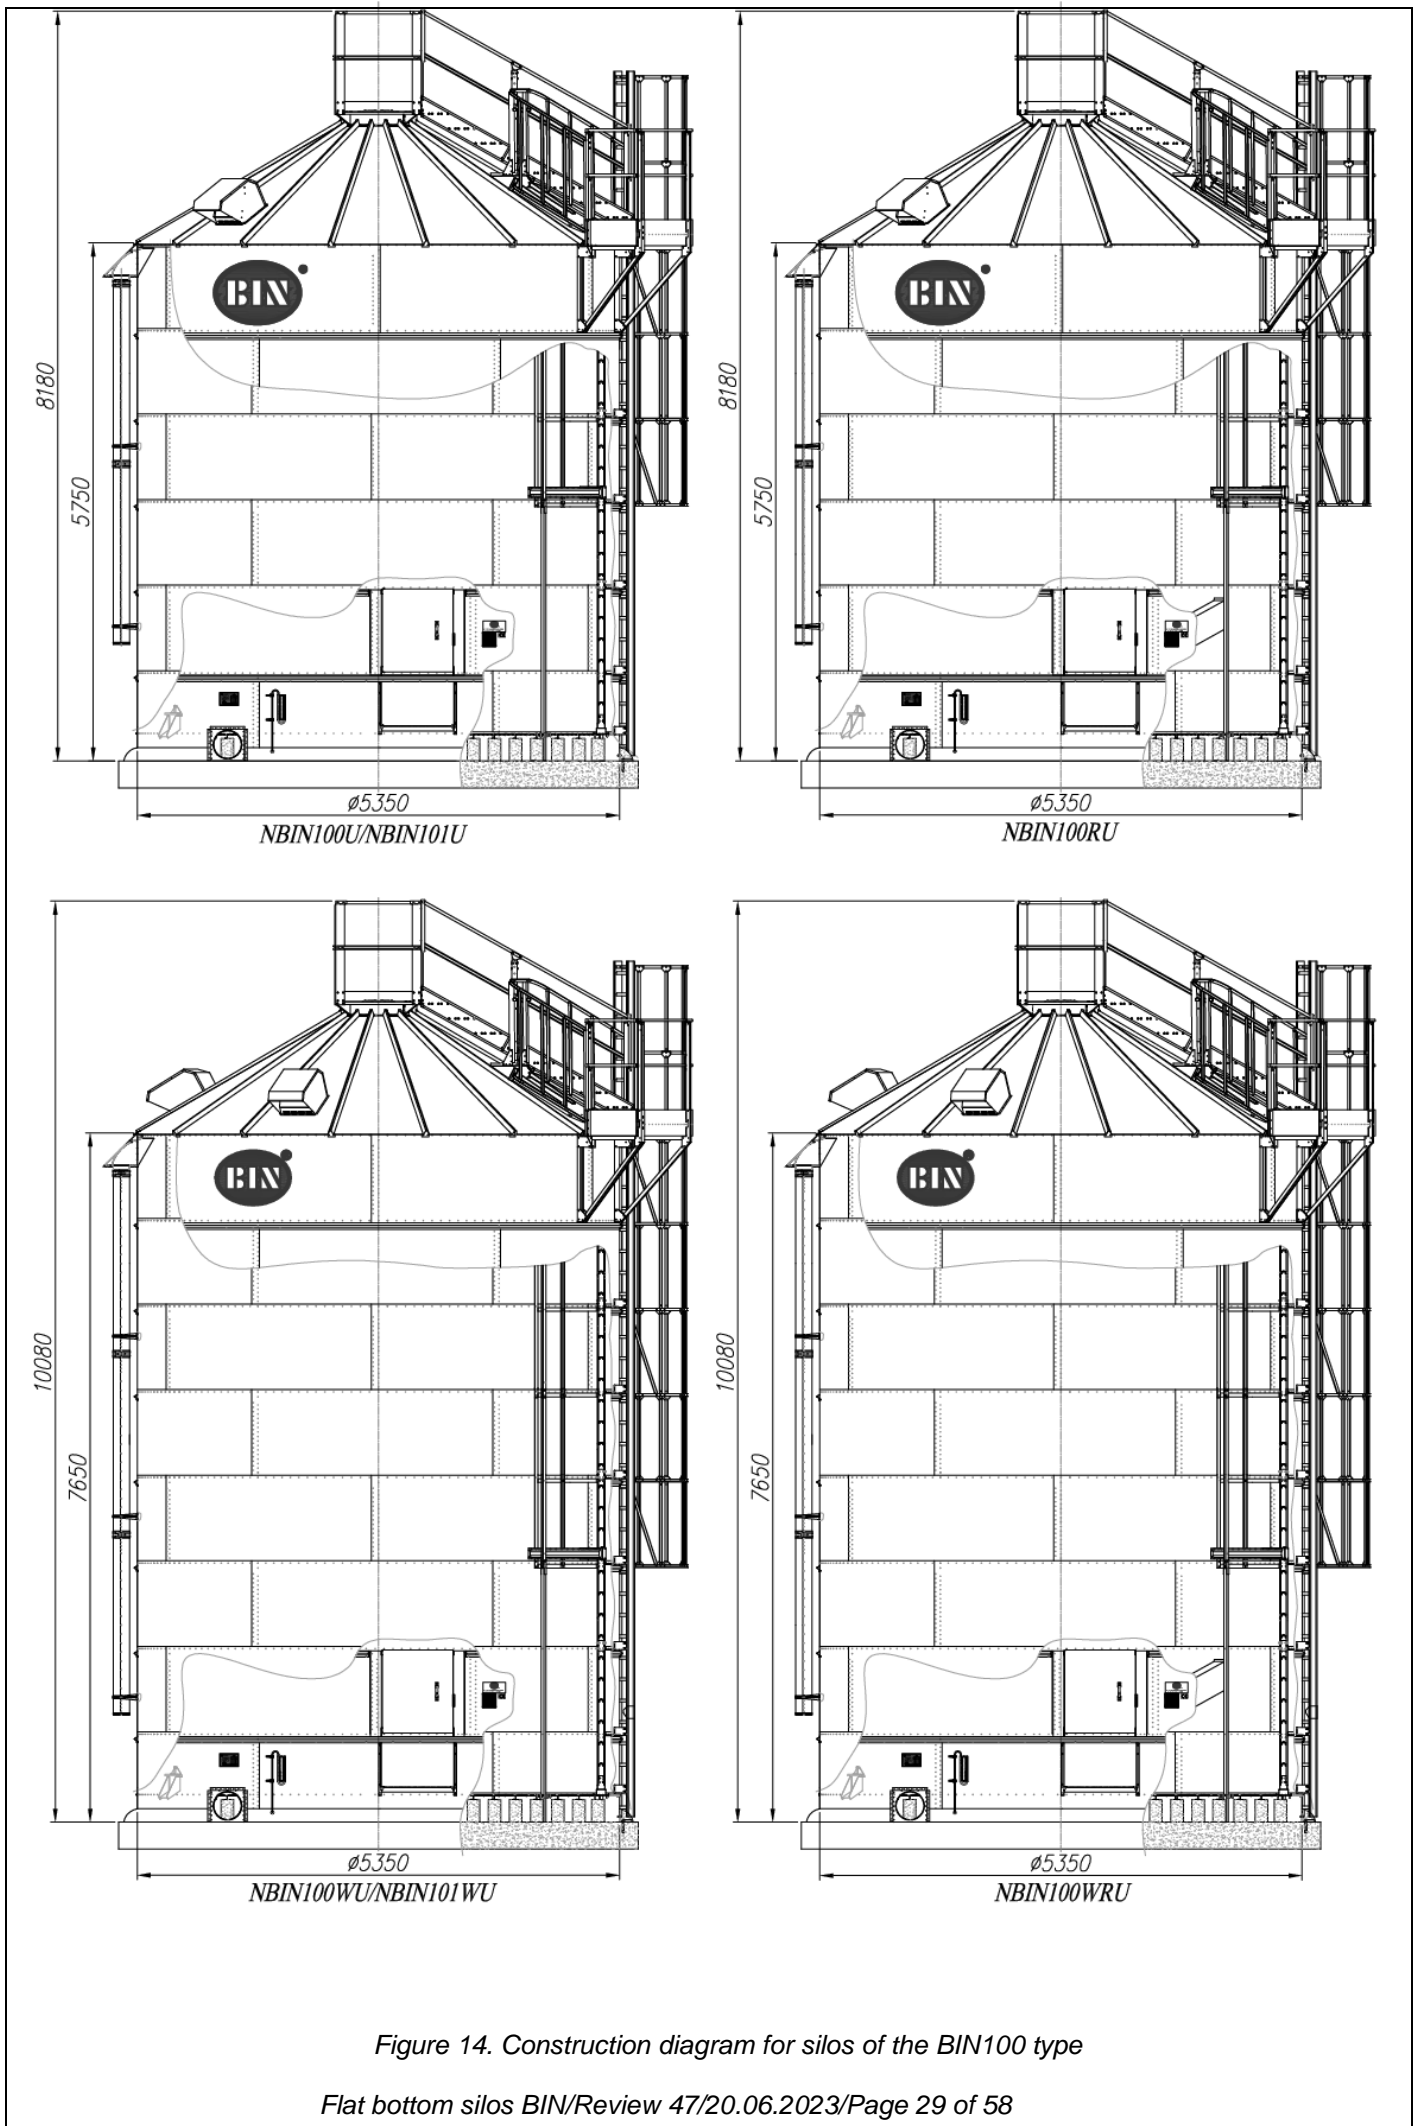 BIN
BIN
8180
5750
8180
5750
ø5350
NBIN100U/NBIN101U
ø5350
NBIN100RU
BIN
BIN
10080
7650
10080
7650
ø5350
NBIN100WU/NBIN101WU
ø5350
NBIN100WRU
Figure 14. Construction diagram for silos of the BIN100 type
Flat bottom silos BIN/Review 47/20.06.2023/Page 29 of 58